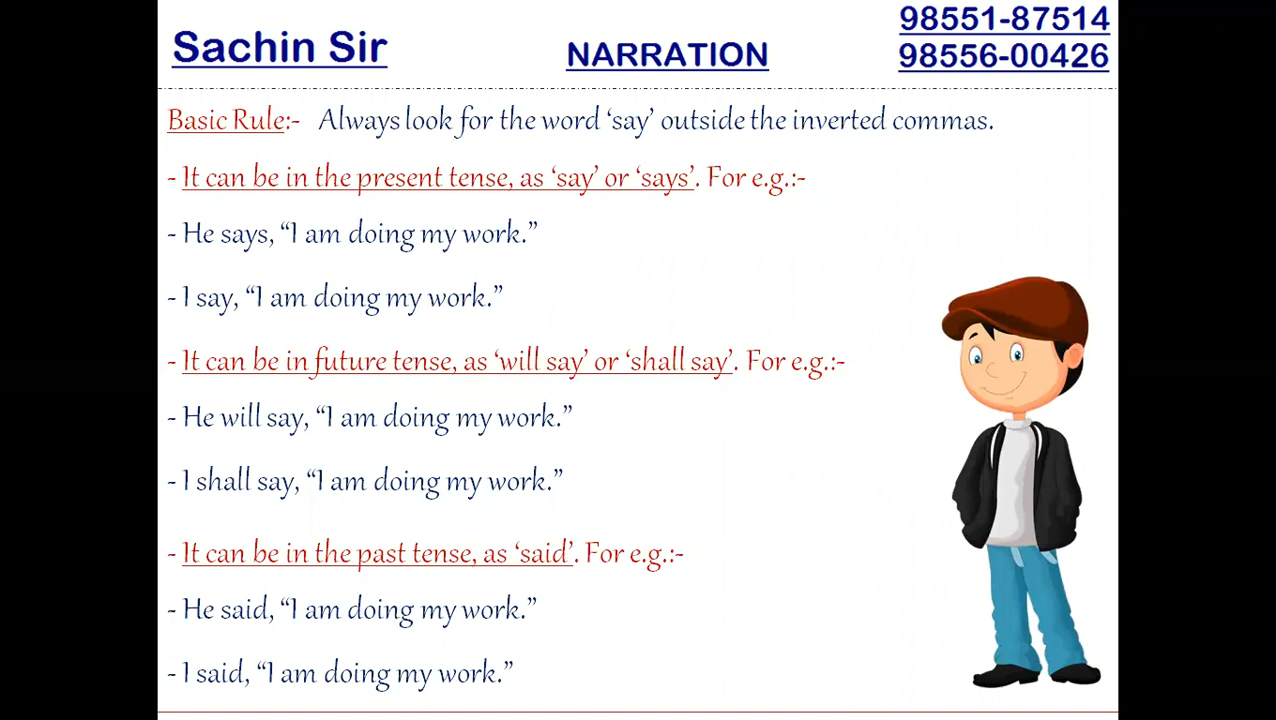 Sachin Sir
NARRATION
98551-87514
98556-00426
Basic Rule:- Always look for the word ‘say’ outside the inverted commas.
- It can be in the present tense, as ‘say’ or ‘says’. For e.g.:-
- He says, “I am doing my work.”
- I say, “I am doing my work.”
- It can be in future tense, as ‘will say’ or ‘shall say’. For e.g.:-
- He will say, “I am doing my work.”
- I shall say, “I am doing my work.”
- It can be in the past tense, as ‘said’. For e.g.:-
- He said, “I am doing my work.”
- I said, “I am doing my work.”